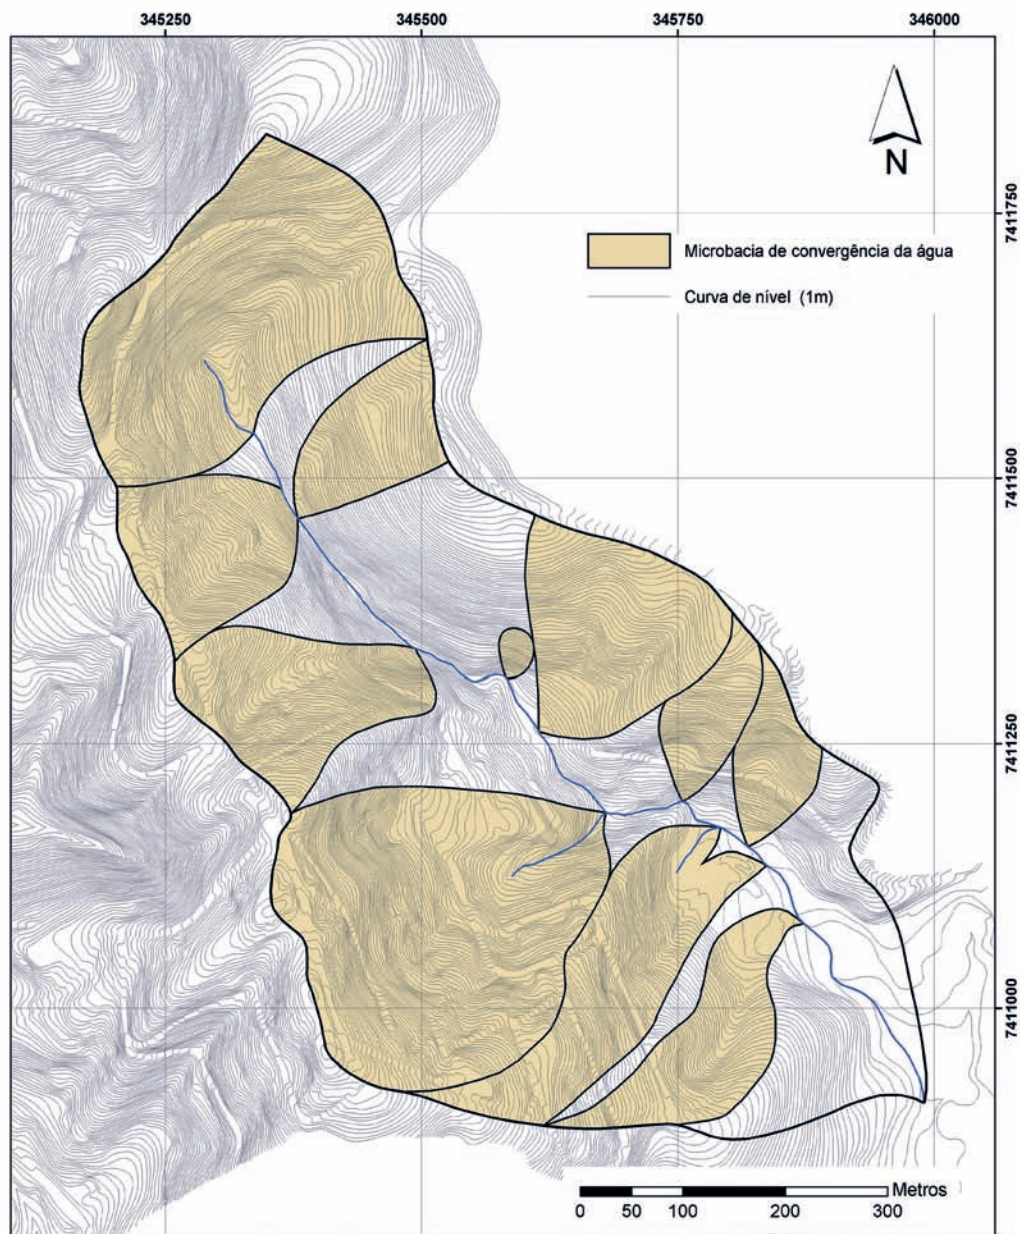 345250 345500 345750 346000
N
7411750
Microbacia de convergência da água
Curva de nível (1m)
7411500
7411250
7411000
Metros
0 50 100 200 300